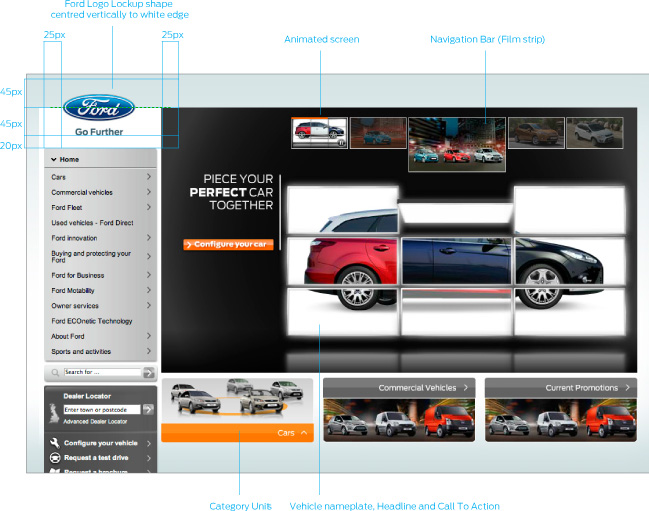 Ford Logo Lockup shape
centred vertically to white edge
25px
25px
Animated screen
Navigation Bar (Film strip)
45px
45px
20px
Ford
Go Further
Home
Cars
Commercial vehicles
Ford Fleet
Used vehicles - Ford Direct
Ford innovation
Buying and protecting your
Ford
Ford for Business
Ford Motability
Owner services
Ford ECOnetic Technology
About Ford
Sports and activities
Search for ...
Dealer Locator
Enter town or postcode
Advanced Dealer Locator
Configure your vehicle
Request a test drive
Request a brochure
PIECE YOUR
PERFECT CAR
TOGETHER
Configure your car
Cars
Commercial Vehicles
Current Promotions
Category Units
Vehicle nameplate, Headline and Call To Action